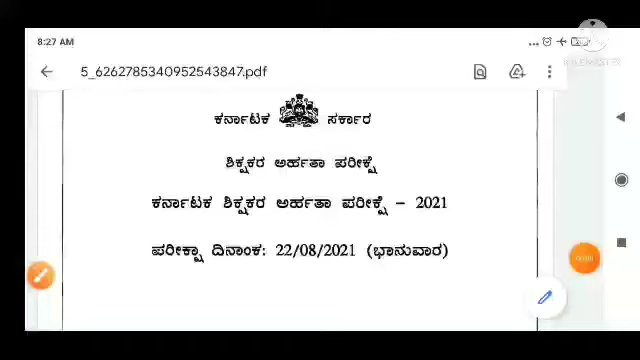 8:27 AM
5_6262785340952543847.pdf
ಕರ್ನಾಟಕ ಸರ್ಕಾರ
ಶಿಕ್ಷಕರ ಅರ್ಹತಾ ಪರೀಕ್ಷೆ
ಕರ್ನಾಟಕ ಶಿಕ್ಷಕರ ಅರ್ಹತಾ ಪರೀಕ್ಷೆ – 2021
ಪರೀಕ್ಷಾ ದಿನಾಂಕ: 22/08/2021 (ಭಾನುವಾರ)